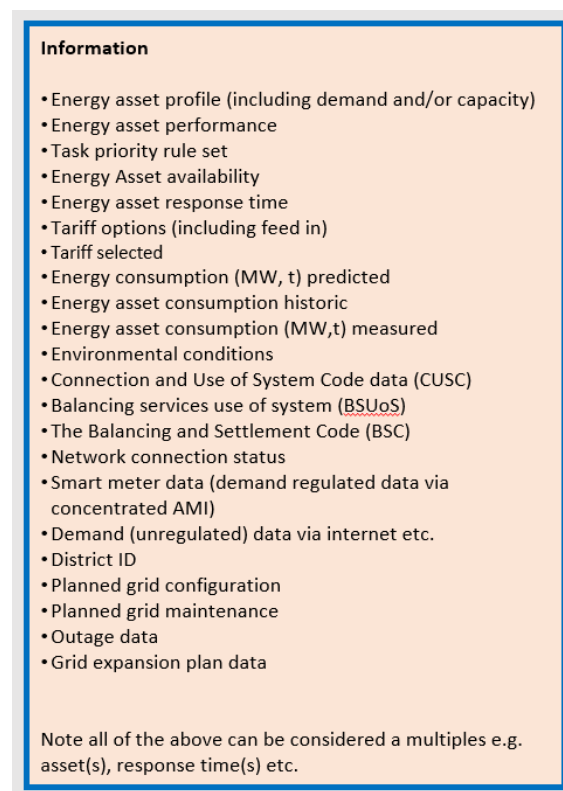 Information
• Energy asset profile (including demand and/or capacity)
• Energy asset performance
• Task priority rule set
• Energy Asset availability
• Energy asset response time
• Tariff options (including feed in)
• Tariff selected
• Energy consumption (MW, t) predicted
• Energy asset consumption historic
• Energy asset consumption (MW,t) measured
• Environmental conditions
• Connection and Use of System Code data (CUSC)
• Balancing services use of system (BSUoS)
• The Balancing and Settlement Code (BSC)
• Network connection status
• Smart meter data (demand regulated data via
concentrated AMI)
• Demand (unregulated) data via internet etc.
• District ID
• Planned grid configuration
• Planned grid maintenance
• Outage data
• Grid expansion plan data
Note all of the above can be considered a multiples e.g.
asset(s), response time(s) etc.